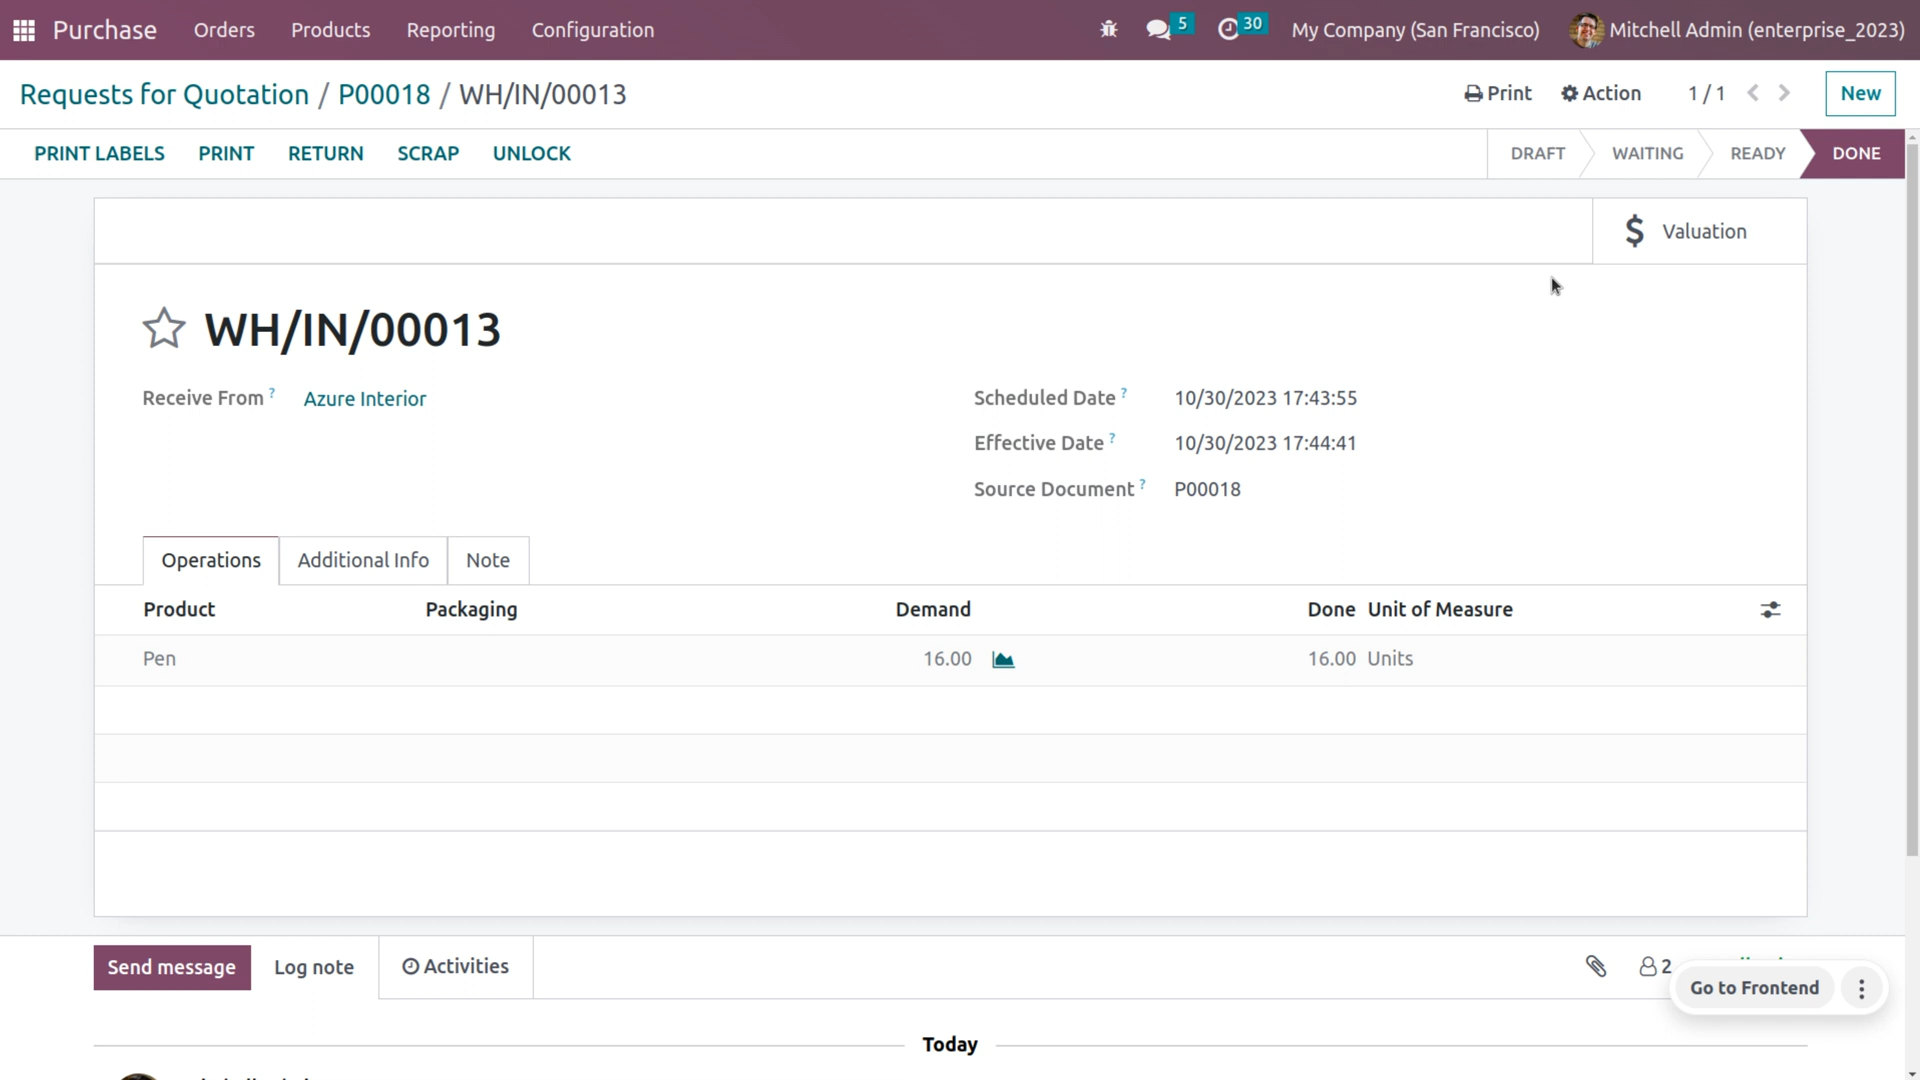 Purchase Orders Products Reporting Configuration 5 30 My Company (San Francisco) Mitchell Admin (enterprise_2023)
Requests for Quotation / P00018 / WH/IN/00013 Print Action 1 / 1 New
PRINT LABELS PRINT RETURN SCRAP UNLOCK DRAFT WAITING READY DONE
$ Valuation
WH/IN/00013
Receive From ? Azure Interior Scheduled Date ? 10/30/2023 17:43:55
Effective Date ? 10/30/2023 17:44:41
Source Document ? P00018
Operations Additional Info Note
Product Packaging Demand Done Unit of Measure
Pen 16.00 16.00 Units
Send message Log note Activities 2
Go to Frontend
Today